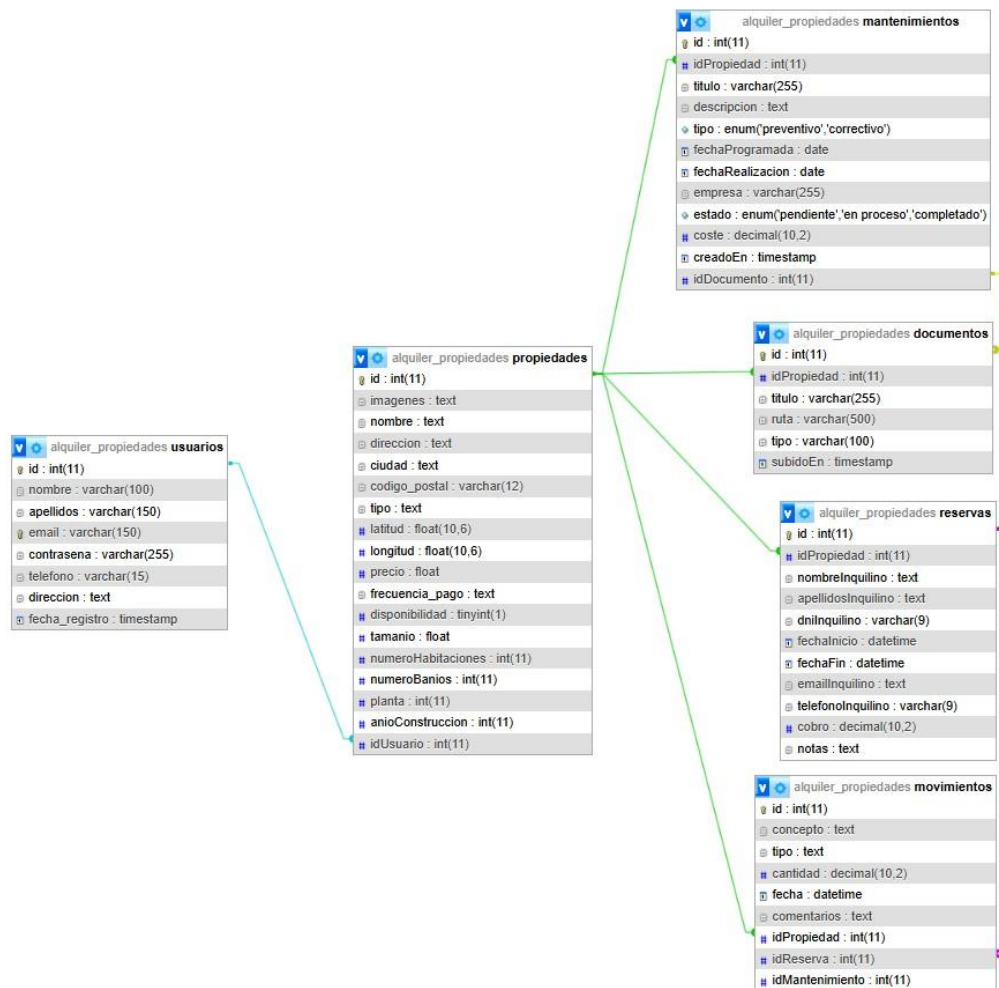 alquiler_propiedades mantenimientos
id : int(11)
idPropiedad : int(11)
titulo : varchar(255)
descripcion : text
tipo : enum('preventivo','correctivo')
fechaProgramada : date
fechaRealizacion : date
empresa : varchar(255)
estado : enum('pendiente','en proceso','completado')
coste : decimal(10,2)
creadoEn : timestamp
idDocumento : int(11)
alquiler_propiedades documentos
id : int(11)
idPropiedad : int(11)
titulo : varchar(255)
ruta : varchar(500)
tipo : varchar(100)
subidoEn : timestamp
alquiler_propiedades propiedades
id : int(11)
imagenes : text
nombre : text
direccion : text
ciudad : text
codigo_postal : varchar(12)
tipo : text
latitud : float(10,6)
longitud : float(10,6)
precio : float
frecuencia_pago : text
disponibilidad : tinyint(1)
tamanio : float
numeroHabitaciones : int(11)
numeroBanios : int(11)
planta : int(11)
anioConstruccion : int(11)
idUsuario : int(11)
alquiler_propiedades usuarios
id : int(11)
nombre : varchar(100)
apellidos : varchar(150)
email : varchar(150)
contrasena : varchar(255)
telefono : varchar(15)
direccion : text
fecha_registro : timestamp
alquiler_propiedades reservas
id : int(11)
idPropiedad : int(11)
nombreInquilino : text
apellidosInquilino : text
dniInquilino : varchar(9)
fechaInicio : datetime
fechaFin : datetime
emailInquilino : text
telefonoInquilino : varchar(9)
cobro : decimal(10,2)
notas : text
alquiler_propiedades movimientos
id : int(11)
concepto : text
tipo : text
cantidad : decimal(10,2)
fecha : datetime
comentarios : text
idPropiedad : int(11)
idReserva : int(11)
idMantenimiento : int(11)